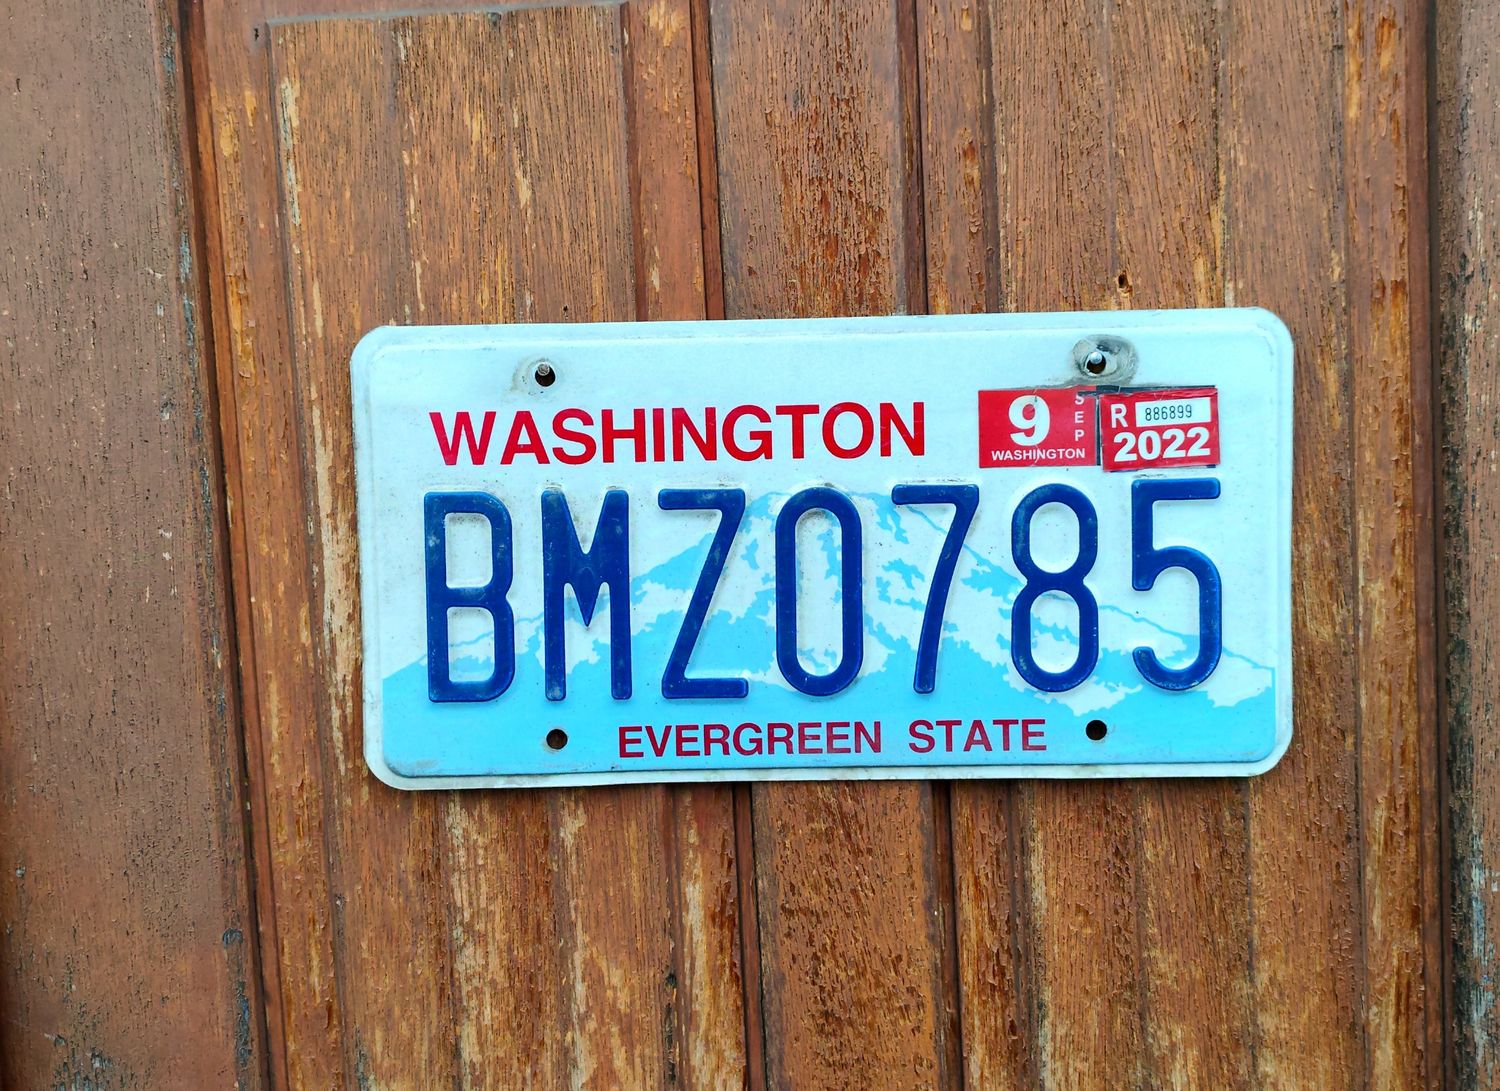 WASHINGTON
9 SEP
WASHINGTON
R 886899
2022
BMZ0785
EVERGREEN STATE